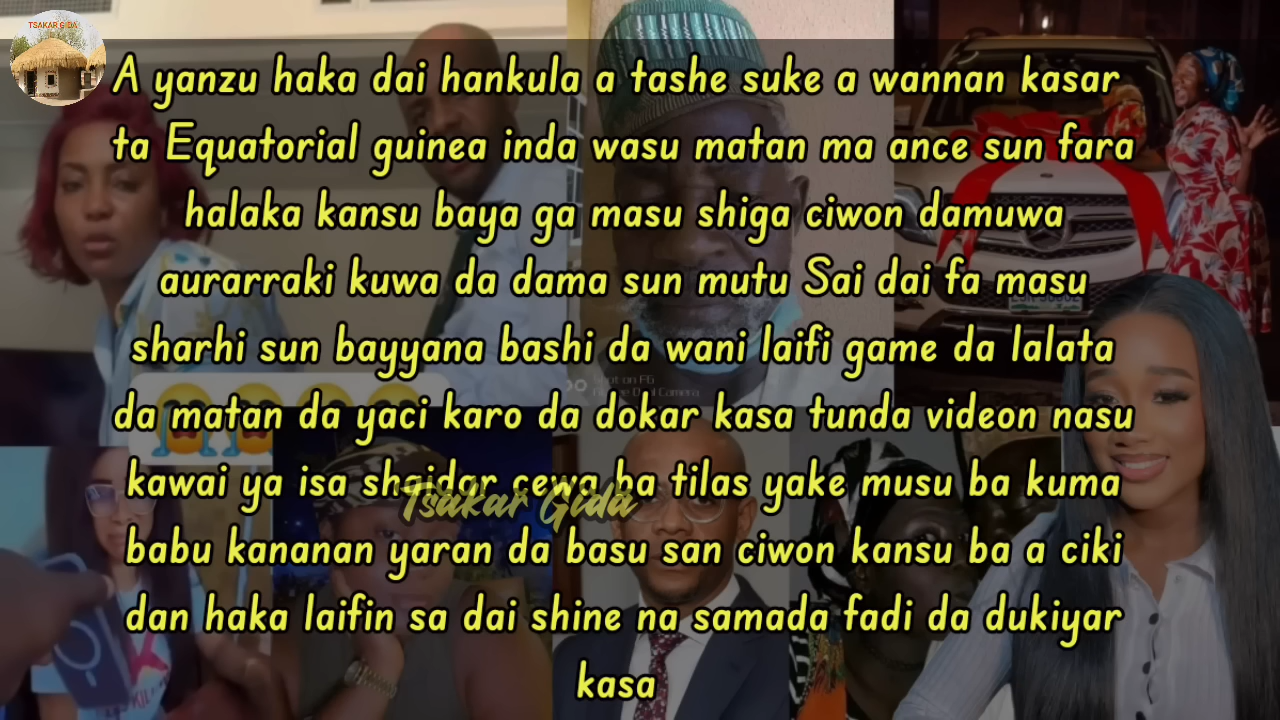 TSAKAR GIDA
A yanzu haka dai hankula a tashe suke a wannan kasar
ta Equatorial guinea inda wasu matan ma ance sun fara
halaka kansu baya ga masu shiga ciwon damuwa
aurarraki kuwa da dama sun mutu Sai dai fa masu
sharhi sun bayyana bashi da wani laifi game da lalata
da matan da yaci karo da dokar kasa tunda videon nasu
kawai ya isa shaidar cewa ba tilas yake musu ba kuma
Tsakar Gida
babu kananan yaran da basu san ciwon kansu ba a ciki
dan haka laifin sa dai shine na samada fadi da dukiyar
kasa